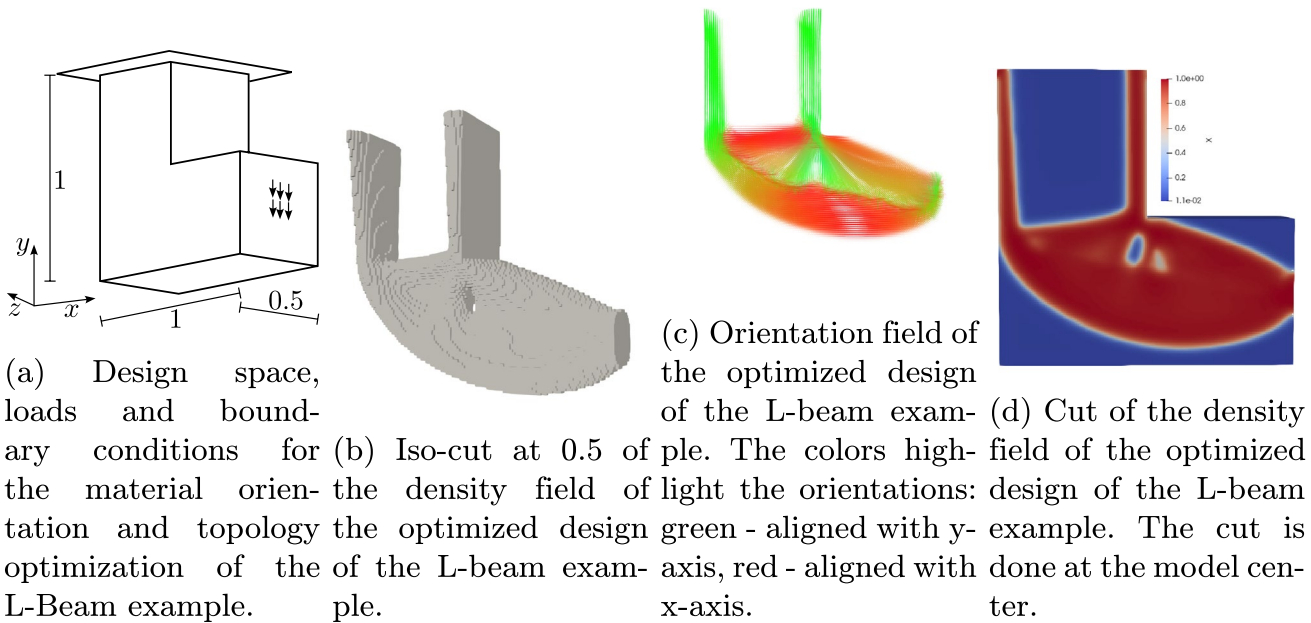 1
y
z
x
1
0.5
1.0e+00
0.8
0.6
0.4
0.2
1.1e-02
X
(a) Design space,
loads and bound-
ary conditions for
the material orien-
tation and topology
optimization of the
L-Beam example.
(b) Iso-cut at 0.5 of
the density field of
the optimized design
of the L-beam exam-
ple.
(c) Orientation field of
the optimized design
of the L-beam exam-
ple. The colors high-
light the orientations:
green - aligned with y-
axis, red - aligned with
x-axis.
(d) Cut of the density
field of the optimized
design of the L-beam
example. The cut is
done at the model cen-
ter.